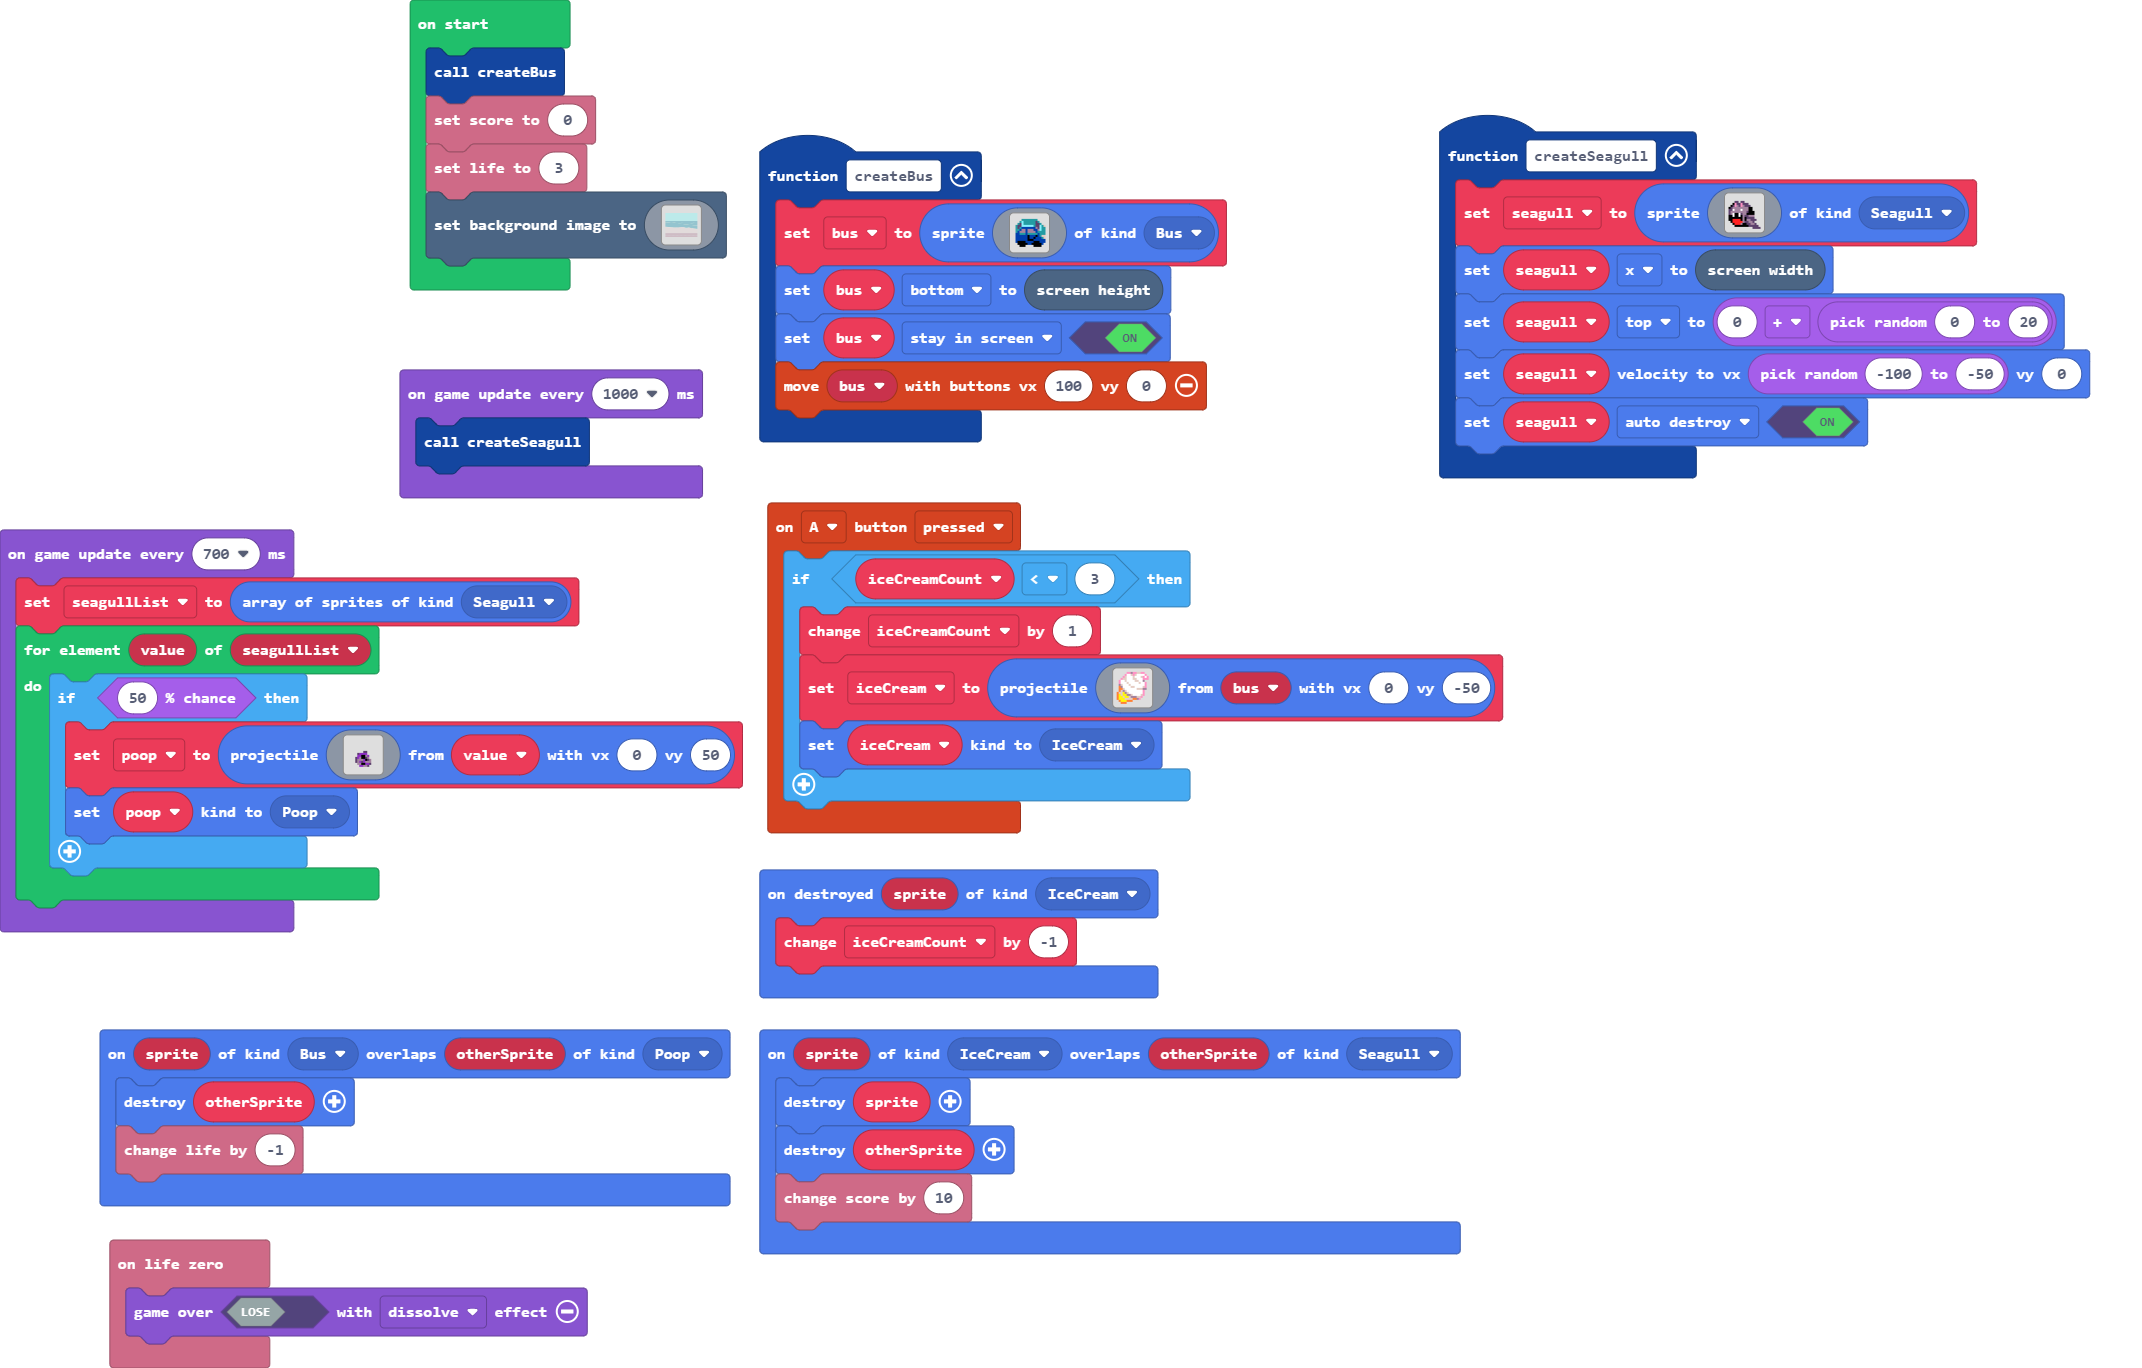 on start
call createBus
set score to 0
set life to 3
set background image to
on game update every 1000 ms
call createSeagull
function createBus
set bus to sprite of kind Bus
set bus bottom to screen height
set bus stay in screen ON
move bus with buttons vx 100 vy 0
function createSeagull
set seagull to sprite of kind Seagull
set seagull x to screen width
set seagull top to 0 + pick random 0 to 20
set seagull velocity to vx pick random -100 to -50 vy 0
set seagull auto destroy ON
on game update every 700 ms
set seagullList to array of sprites of kind Seagull
for element value of seagullList
do if 50 % chance then
set poop to projectile from value with vx 0 vy 50
set poop kind to Poop
on A button pressed
if iceCreamCount < 3 then
change iceCreamCount by 1
set iceCream to projectile from bus with vx 0 vy -50
set iceCream kind to IceCream
on destroyed sprite of kind IceCream
change iceCreamCount by -1
on sprite of kind Bus overlaps otherSprite of kind Poop
destroy otherSprite
change life by -1
on sprite of kind IceCream overlaps otherSprite of kind Seagull
destroy sprite
destroy otherSprite
change score by 10
on life zero
game over LOSE with dissolve effect